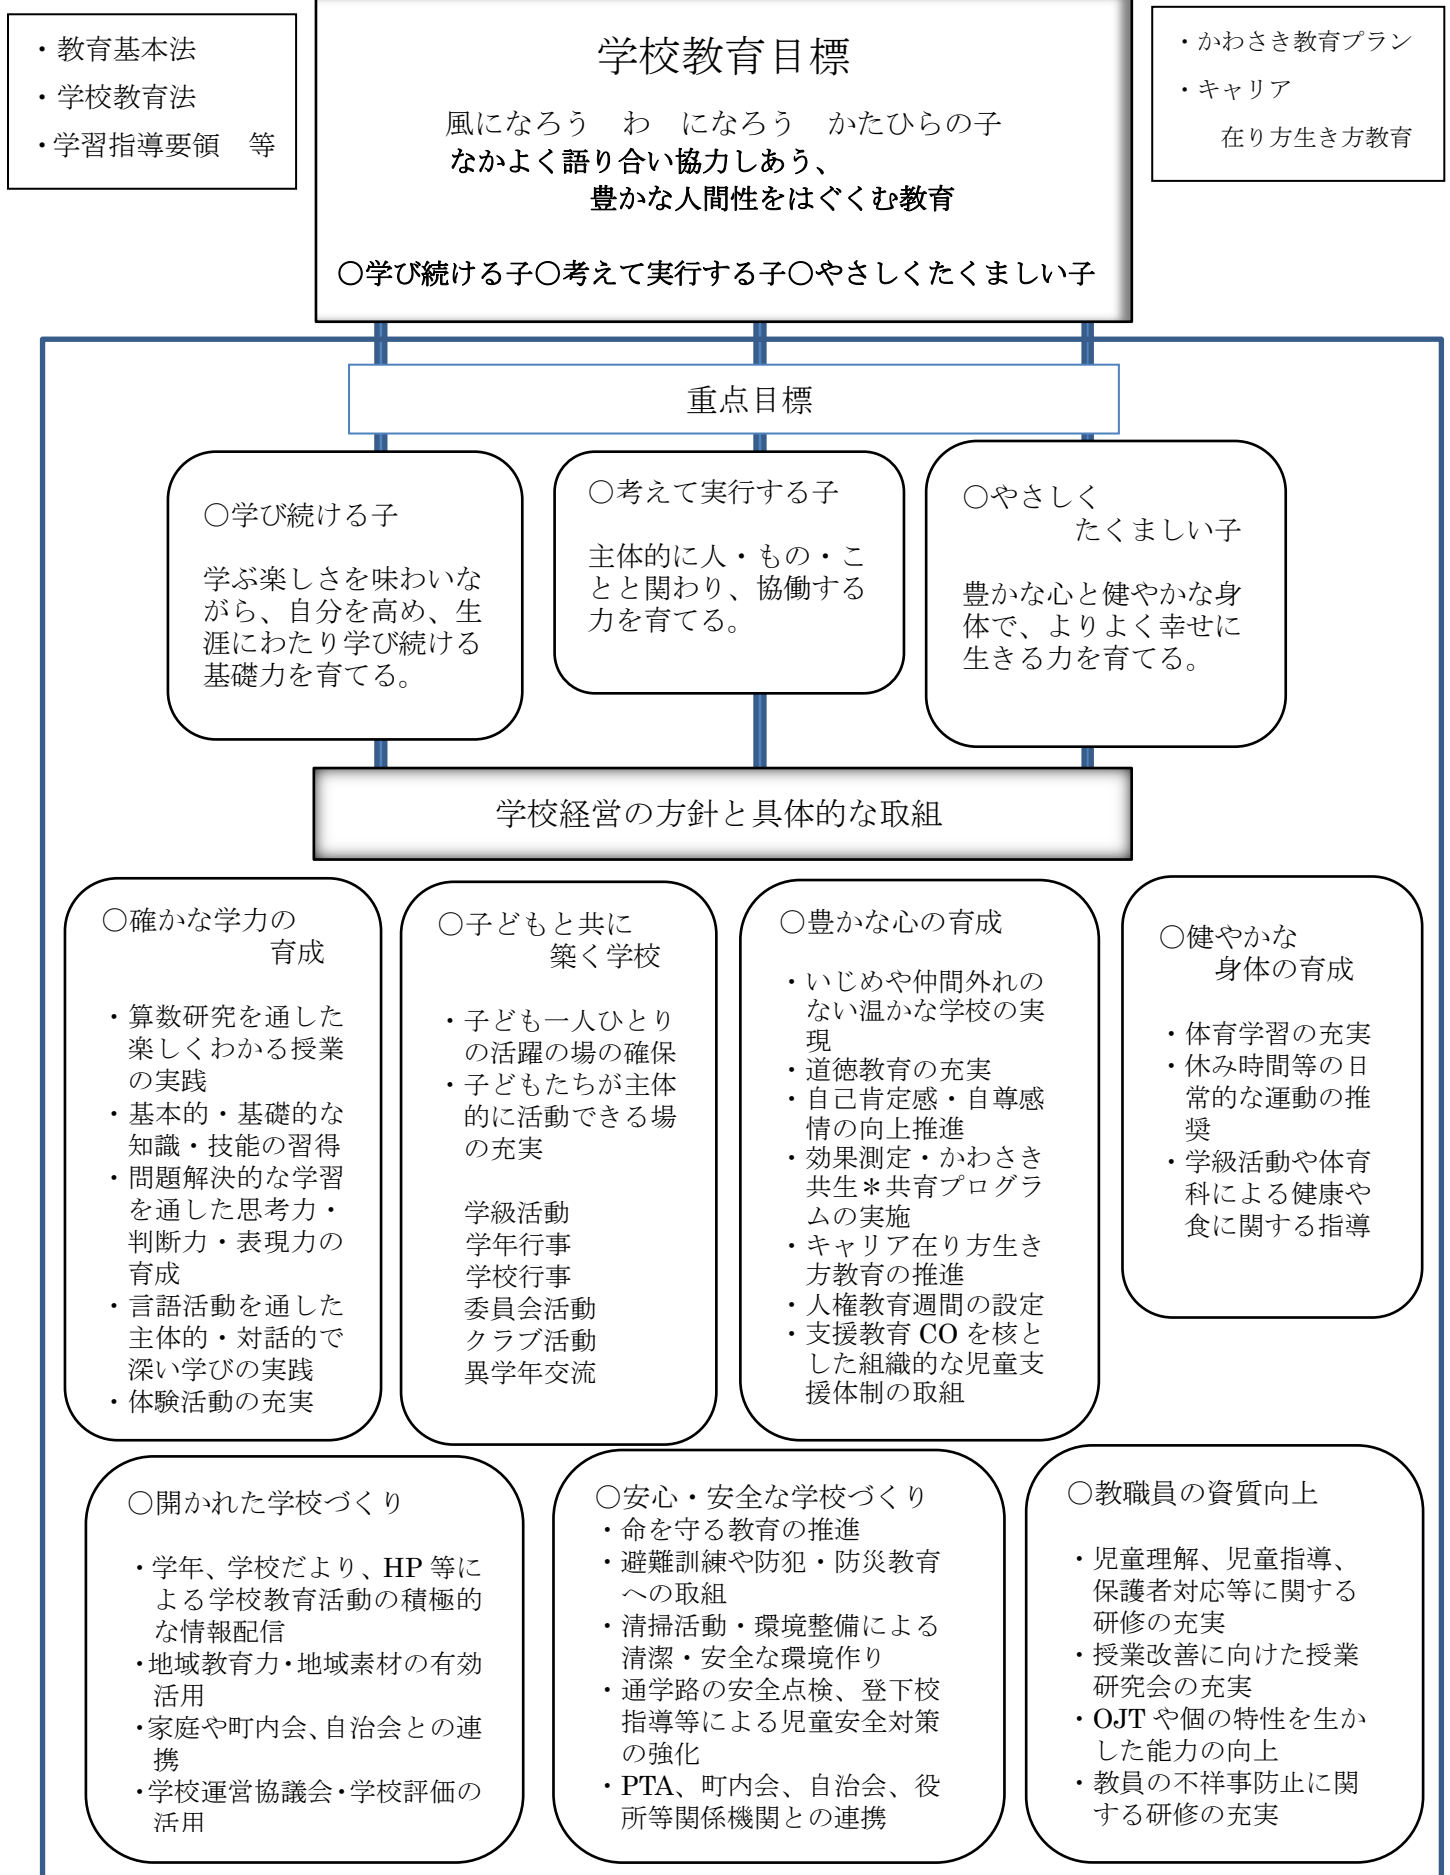 ・教育基本法
・学校教育法
・学習指導要領　等
学校教育目標
風になろう　わ　になろう　かたひらの子
なかよく語り合い協力しあう、
豊かな人間性をはぐくむ教育
〇学び続ける子〇考えて実行する子〇やさしくたくましい子
・かわさき教育プラン
・キャリア
在り方生き方教育
重点目標
〇学び続ける子
学ぶ楽しさを味わいな
がら、自分を高め、生
涯にわたり学び続ける
基礎力を育てる。
〇考えて実行する子
主体的に人・もの・こ
とと関わり、協働する
力を育てる。
〇やさしく
たくましい子
豊かな心と健やかな身
体で、よりよく幸せに
生きる力を育てる。
学校経営の方針と具体的な取組
〇確かな学力の
育成
・算数研究を通した
楽しくわかる授業
の実践
・基本的・基礎的な
知識・技能の習得
・問題解決的な学習
を通した思考力・
判断力・表現力の
育成
・言語活動を通した
主体的・対話的で
深い学びの実践
・体験活動の充実
〇子どもと共に
築く学校
・子ども一人ひとり
の活躍の場の確保
・子どもたちが主体
的に活動できる場
の充実
学級活動
学年行事
学校行事
委員会活動
クラブ活動
異学年交流
〇豊かな心の育成
・いじめや仲間外れの
ない温かな学校の実
現
・道徳教育の充実
・自己肯定感・自尊感
情の向上推進
・効果測定・かわさき
共生＊共育プログラ
ムの実施
・キャリア在り方生き
方教育の推進
・人権教育週間の設定
・支援教育 CO を核と
した組織的な児童支
援体制の取組
〇健やかな
身体の育成
・体育学習の充実
・休み時間等の日
常的な運動の推
奨
・学級活動や体育
科による健康や
食に関する指導
〇開かれた学校づくり
・学年、学校だより、HP 等に
よる学校教育活動の積極的
な情報配信
・地域教育力・地域素材の有効
活用
・家庭や町内会、自治会との連
携
・学校運営協議会・学校評価の
活用
〇安心・安全な学校づくり
・命を守る教育の推進
・避難訓練や防犯・防災教育
への取組
・清掃活動・環境整備による
清潔・安全な環境作り
・通学路の安全点検、登下校
指導等による児童安全対策
の強化
・PTA、町内会、自治会、役
所等関係機関との連携
〇教職員の資質向上
・児童理解、児童指導、
保護者対応等に関する
研修の充実
・授業改善に向けた授業
研究会の充実
・OJT や個の特性を生か
した能力の向上
・教員の不祥事防止に関
する研修の充実